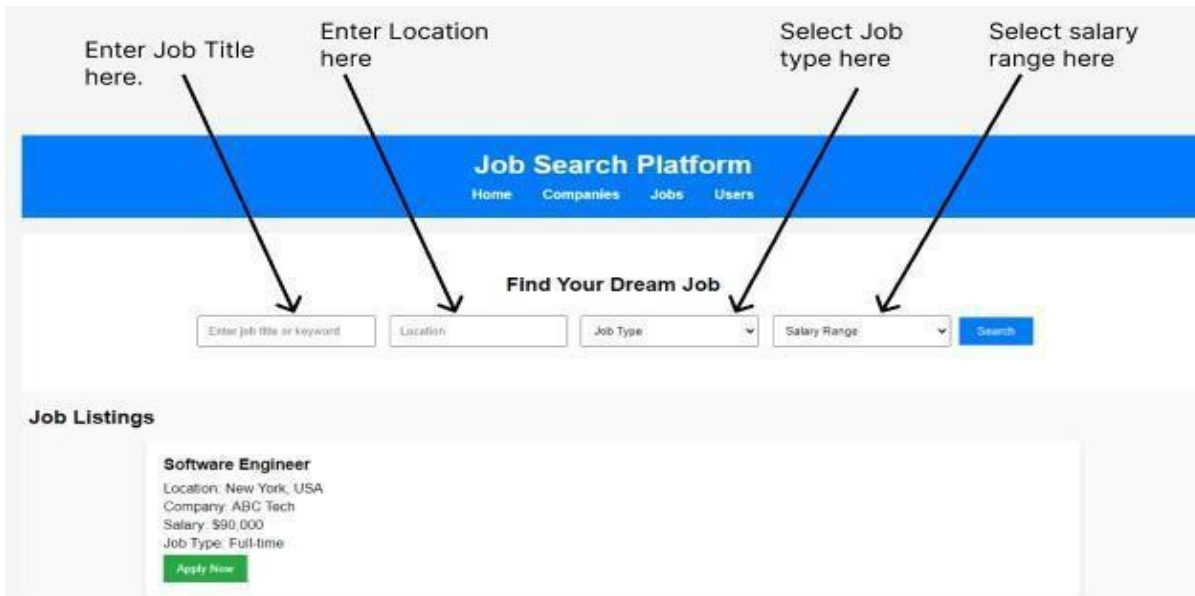 Enter Job Title
here.
Enter Location
here
Select Job
type here
Select salary
range here
Job Search Platform
Home Companies Jobs Users
Find Your Dream Job
Enter job title or keyword Location Job Type Salary Range Search
Job Listings
Software Engineer
Location: New York, USA
Company: ABC Tech
Salary: $90,000
Job Type: Full-time
Apply Now